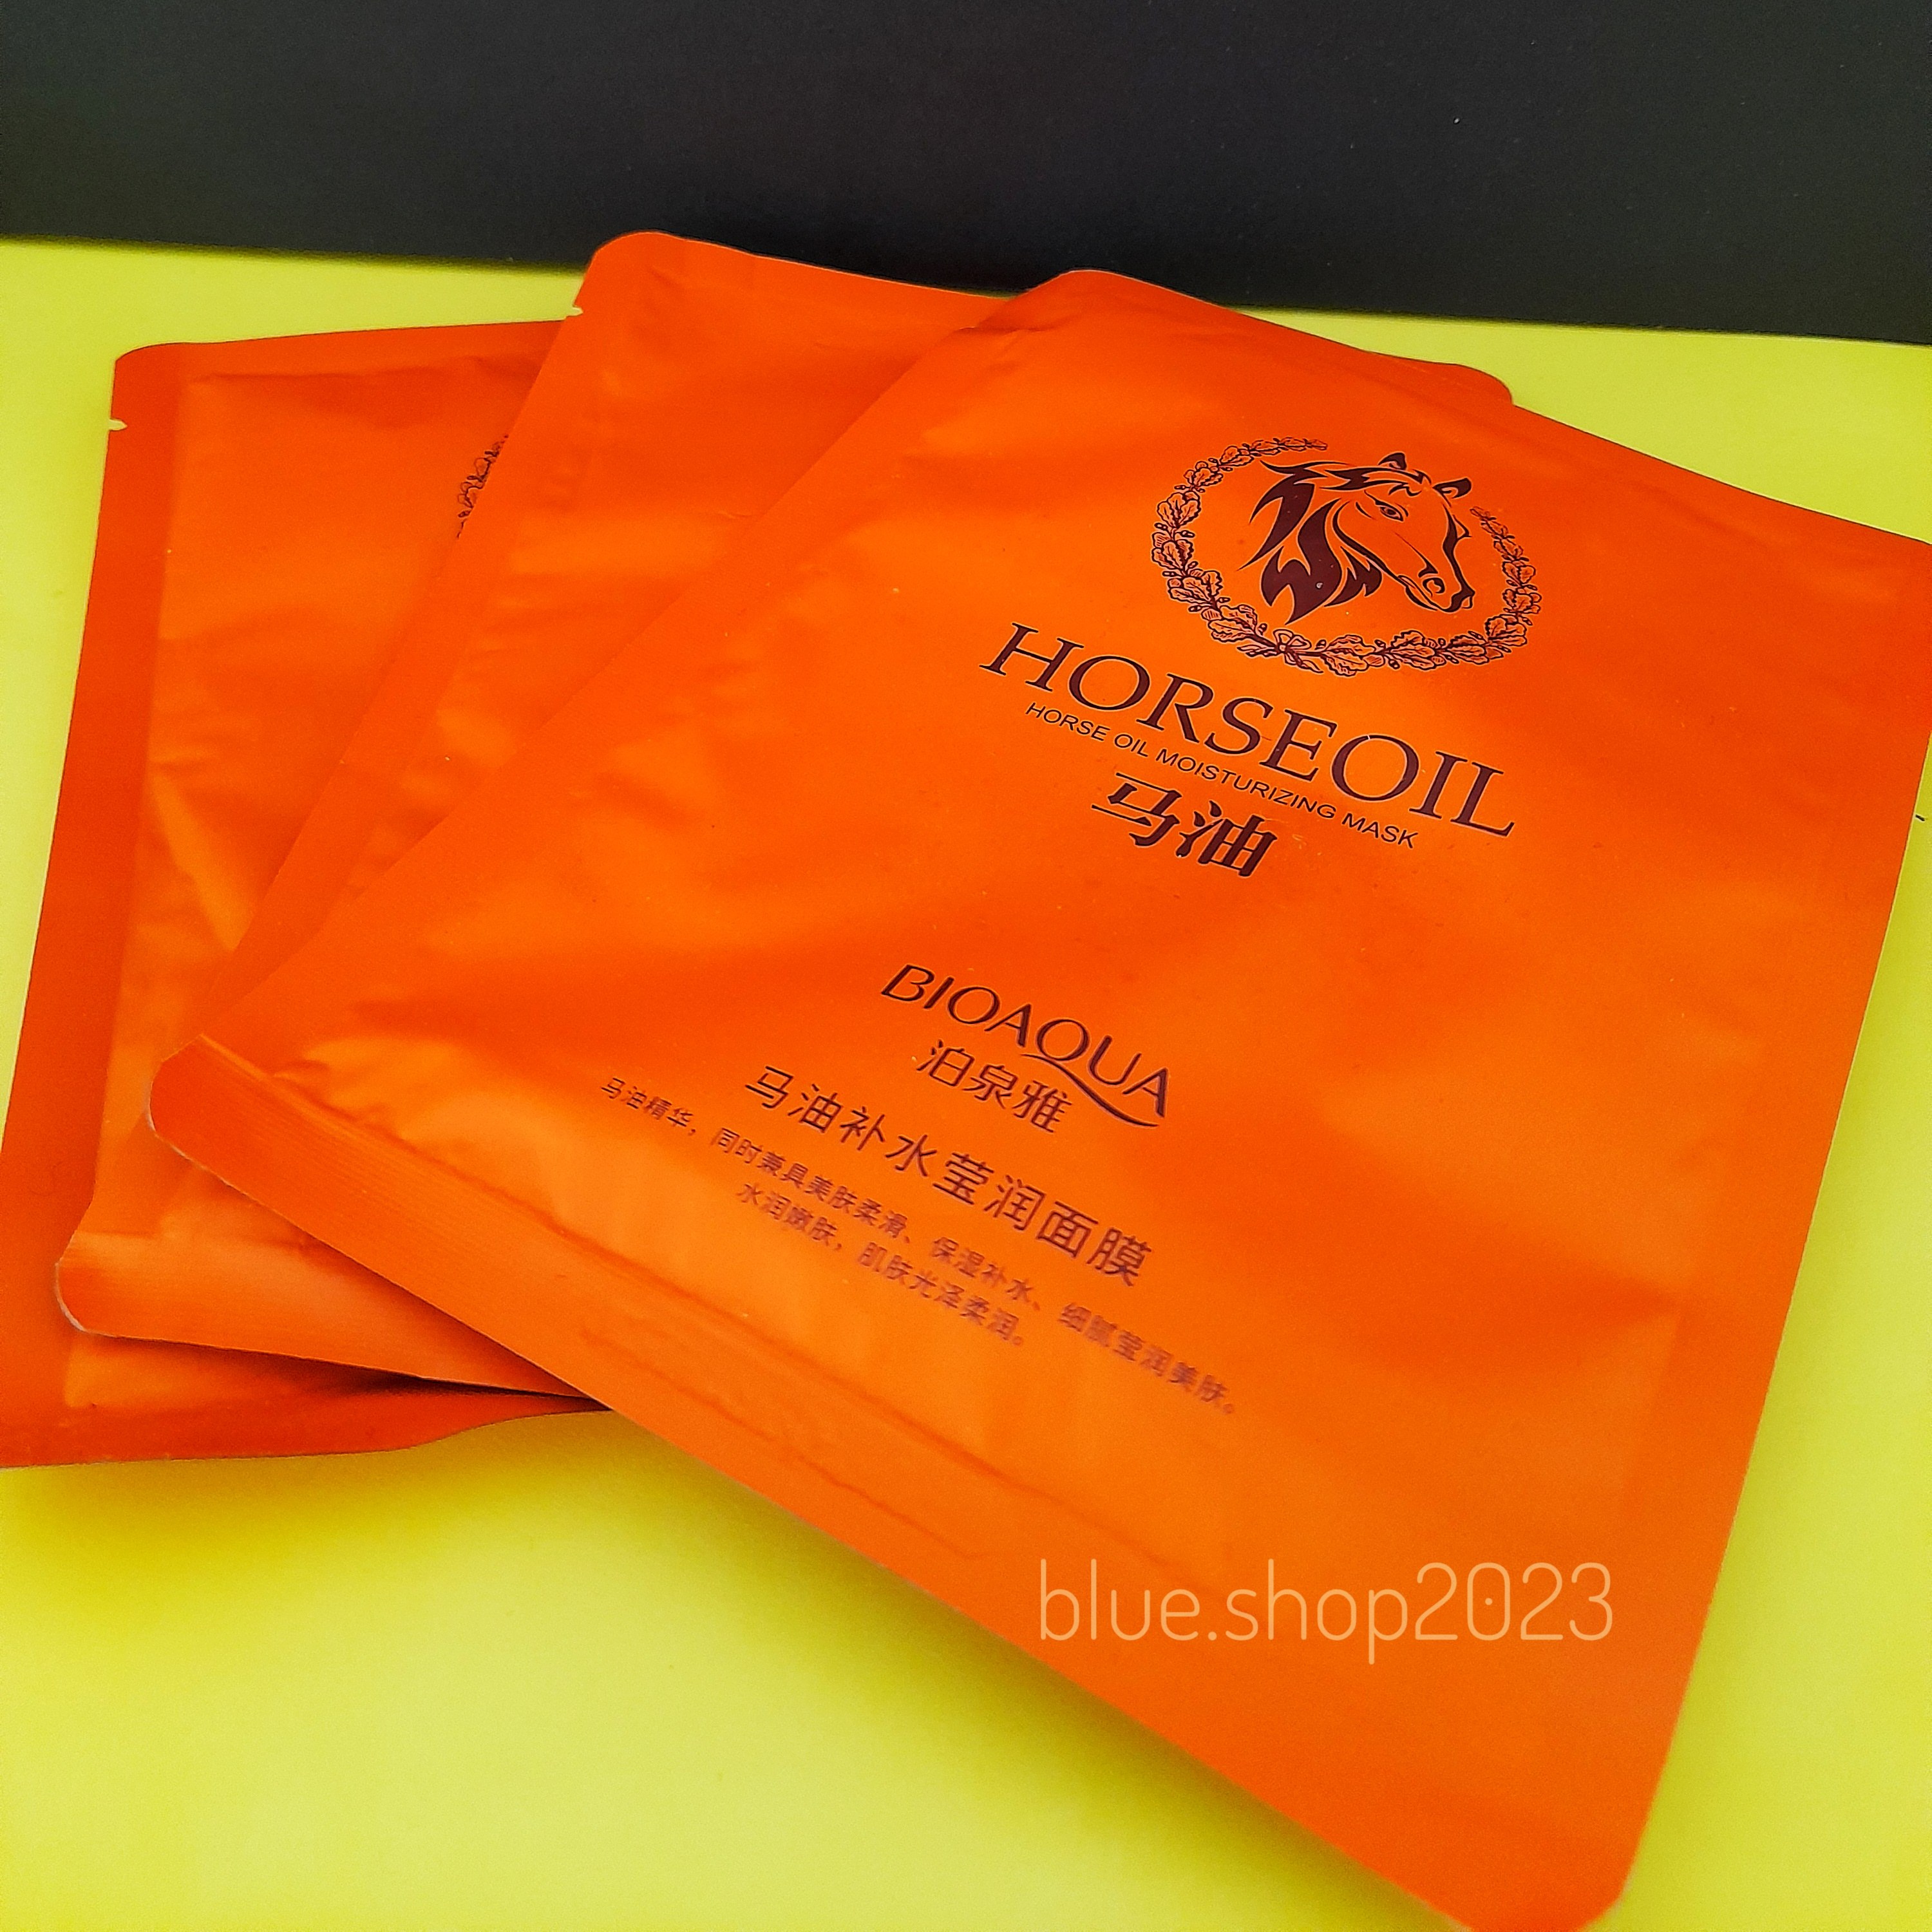 HORSEOIL
HORSE OIL MOISTURIZING MASK
马油
BIOAQUA
泊泉雅
马油补水莹润面膜
马油精华，同时兼具美肤柔滑、保湿补水、细腻莹润美肤。
水润嫩肤，肌肤光泽柔润。
blue.shop2023